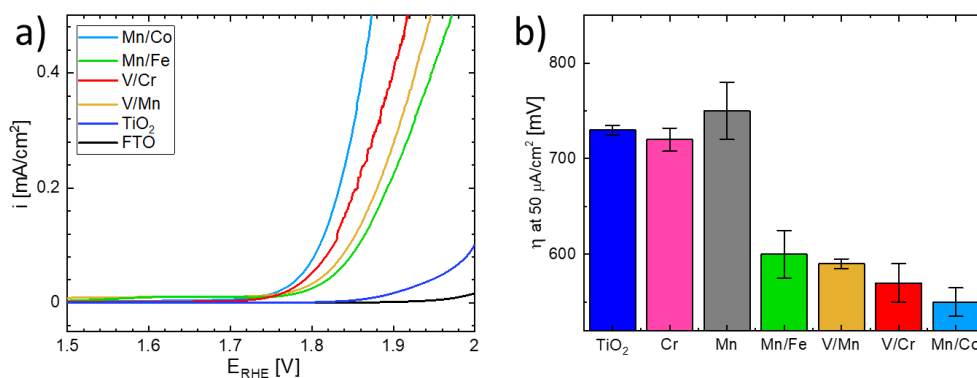 a)
Mn/Co
Mn/Fe
V/Cr
V/Mn
TiO₂
FTO
i [mA/cm²]
0.4
0.2
0
1.5 1.6 1.7 1.8 1.9 2
E_RHE [V]
b)
η at 50 μA/cm² [mV]
700
600
TiO₂ Cr Mn Mn/Fe V/Mn V/Cr Mn/Co